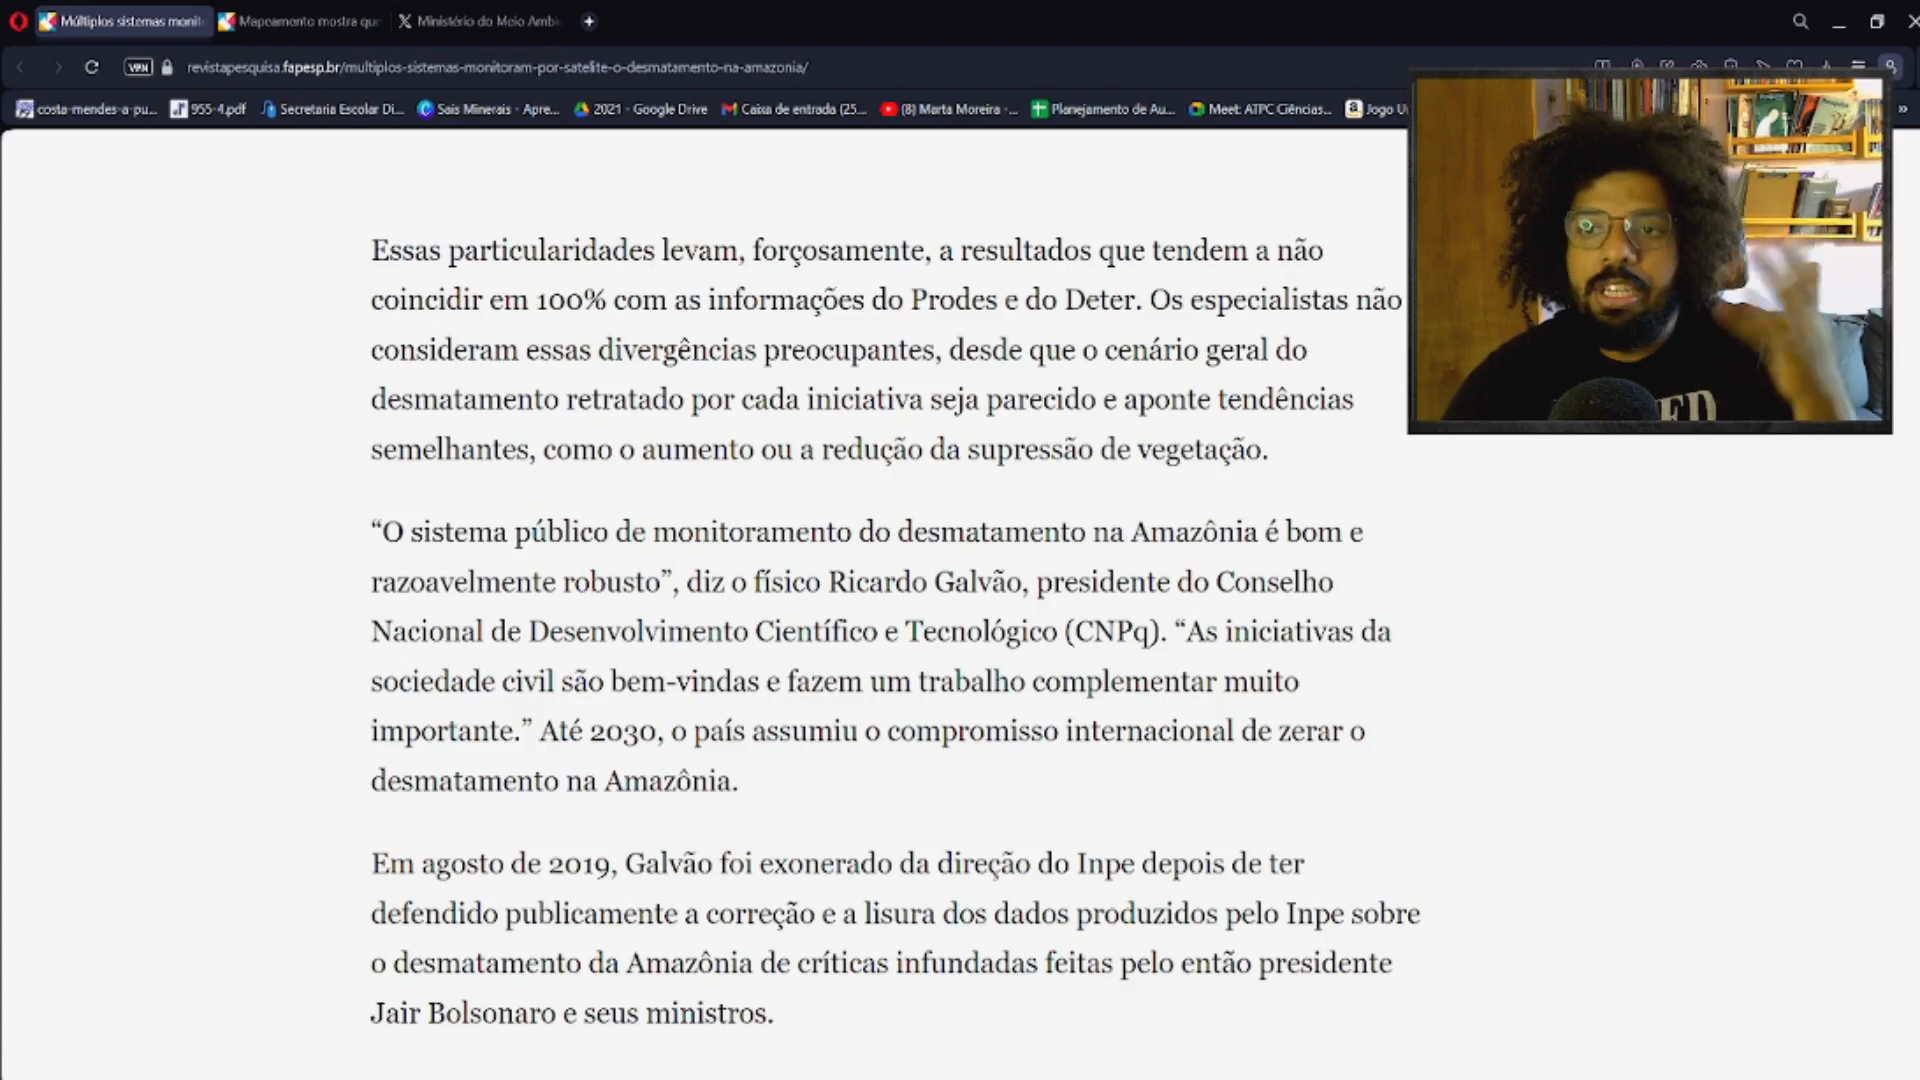 Múltiplos sistemas monit
Mapeamento mostra que
Ministério do Meio Ambi
VPN
revistapesquisa.fapesp.br/multiplos-sistemas-monitoram-por-satelite-o-desmatamento-na-amazonia/
costa-mendes-a-pu...
955-4.pdf
Secretaria Escolar Di...
Sais Minerais - Apre...
2021 - Google Drive
Caixa de entrada (25...
(8) Marta Moreira -...
Planejamento de Au...
Meet: ATPC Ciências...
Jogo U
Essas particularidades levam, forçosamente, a resultados que tendem a não
coincidir em 100% com as informações do Prodes e do Deter. Os especialistas não
consideram essas divergências preocupantes, desde que o cenário geral do
desmatamento retratado por cada iniciativa seja parecido e aponte tendências
semelhantes, como o aumento ou a redução da supressão de vegetação.
“O sistema público de monitoramento do desmatamento na Amazônia é bom e
razoavelmente robusto”, diz o físico Ricardo Galvão, presidente do Conselho
Nacional de Desenvolvimento Científico e Tecnológico (CNPq). “As iniciativas da
sociedade civil são bem-vindas e fazem um trabalho complementar muito
importante.” Até 2030, o país assumiu o compromisso internacional de zerar o
desmatamento na Amazônia.
Em agosto de 2019, Galvão foi exonerado da direção do Inpe depois de ter
defendido publicamente a correção e a lisura dos dados produzidos pelo Inpe sobre
o desmatamento da Amazônia de críticas infundadas feitas pelo então presidente
Jair Bolsonaro e seus ministros.